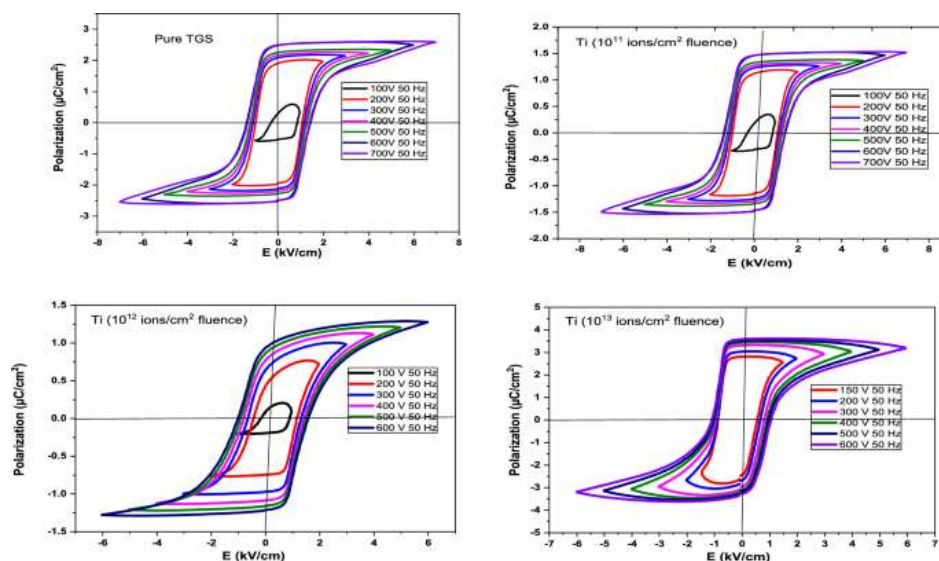 Pure TGS
Polarization (μC/cm²)
3
2
1
0
-1
-2
-3
100V 50 Hz
200V 50 Hz
300V 50 Hz
400V 50 Hz
500V 50 Hz
600V 50 Hz
700V 50 Hz
-8 -6 -4 -2 0 2 4 6 8
E (kV/cm)
Ti (10¹¹ ions/cm² fluence)
Polarization (μC/cm²)
2.0
1.5
1.0
0.5
0.0
-0.5
-1.0
-1.5
-2.0
100V 50 Hz
200V 50 Hz
300V 50 Hz
400V 50 Hz
500V 50 Hz
600V 50 Hz
700V 50 Hz
-8 -6 -4 -2 0 2 4 6 8
E (kV/cm)
Ti (10¹² ions/cm² fluence)
Polarization (μC/cm²)
1.5
1.0
0.5
0.0
-0.5
-1.0
-1.5
100 V 50 Hz
200 V 50 Hz
300 V 50 Hz
400 V 50 Hz
500 V 50 Hz
600 V 50 Hz
-6 -4 -2 0 2 4 6
E (kV/cm)
Ti (10¹³ ions/cm² fluence)
Polarization (μC/cm²)
5
4
3
2
1
0
-1
-2
-3
-4
-5
150 V 50 Hz
200 V 50 Hz
300 V 50 Hz
400 V 50 Hz
500 V 50 Hz
600 V 50 Hz
-7 -6 -5 -4 -3 -2 -1 0 1 2 3 4 5 6 7
E (kV/cm)